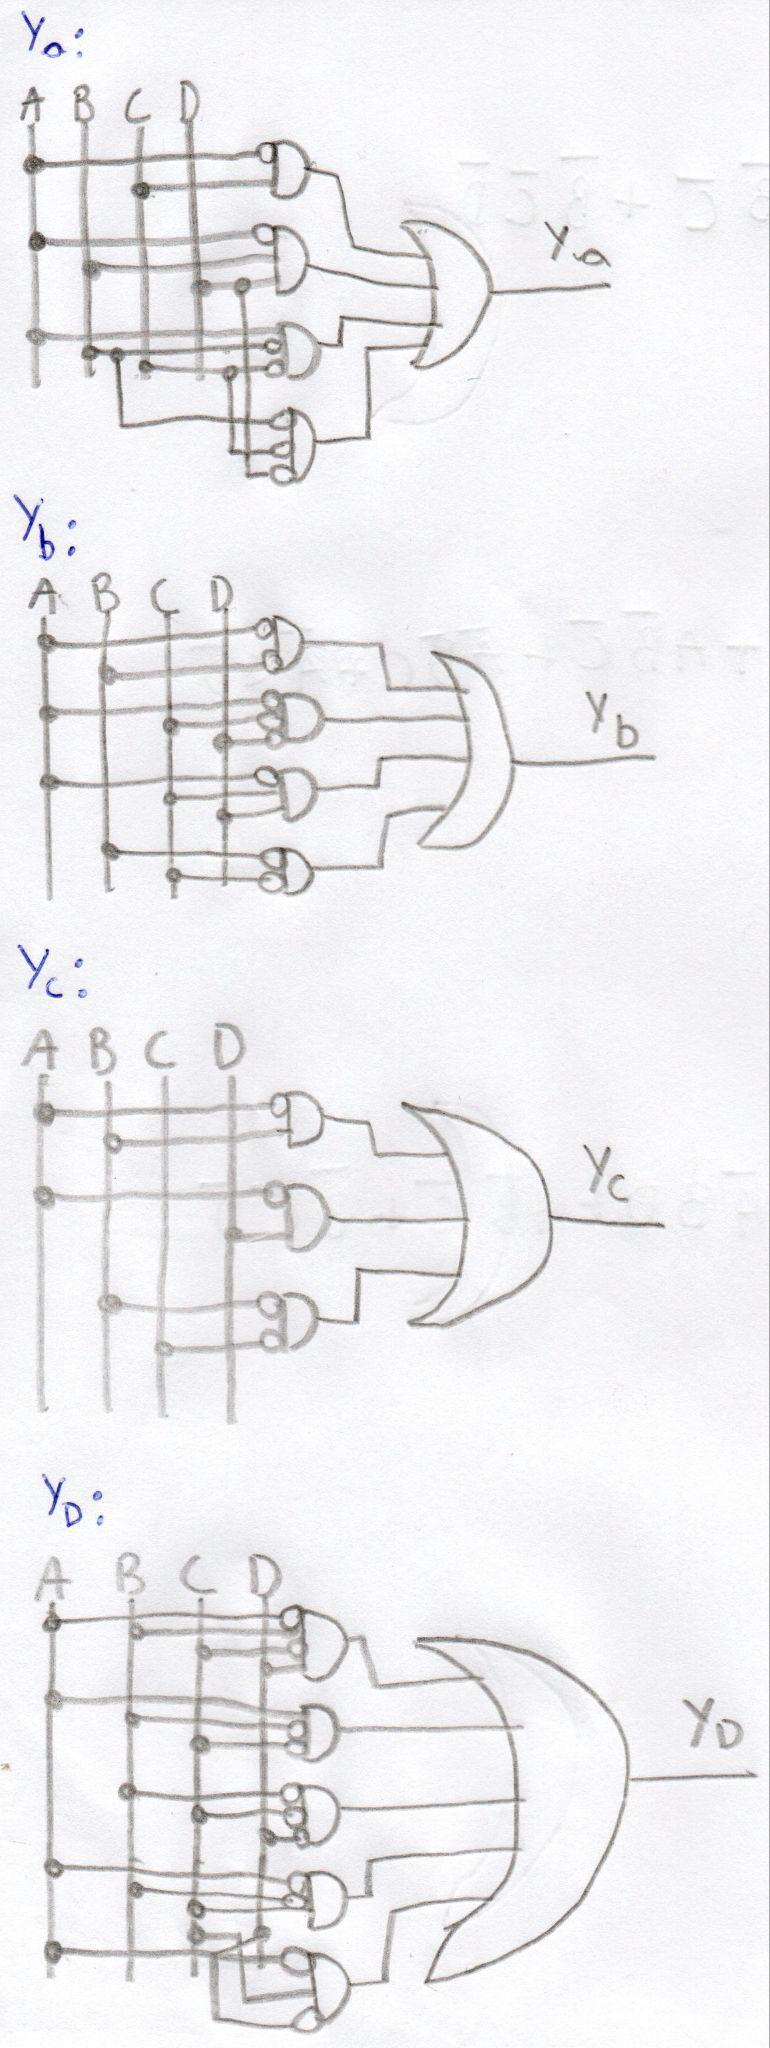 Ya:
A B C D
Ya
Yb:
A B C D
Yb
Yc:
A B C D
Yc
YD:
A B C D
YD